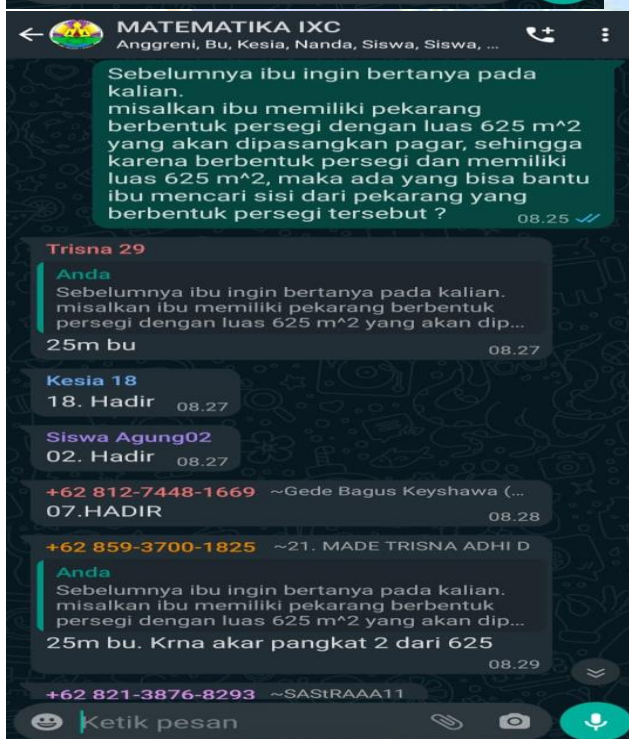 MATEMATIKA IXC
Anggreni, Bu, Kesia, Nanda, Siswa, Siswa, ...
Sebelumnya ibu ingin bertanya pada
kalian.
misalkan ibu memiliki pekarang
berbentuk persegi dengan luas 625 m^2
yang akan dipasangkan pagar, sehingga
karena berbentuk persegi dan memiliki
luas 625 m^2, maka ada yang bisa bantu
ibu mencari sisi dari pekarang yang
berbentuk persegi tersebut ? 08.25
Trisna 29
Anda
Sebelumnya ibu ingin bertanya pada kalian.
misalkan ibu memiliki pekarang berbentuk
persegi dengan luas 625 m^2 yang akan dip...
25m bu 08.27
Kesia 18
18. Hadir 08.27
Siswa Agung02
02. Hadir 08.27
+62 812-7448-1669 ~Gede Bagus Keyshawa (...
07.HADIR 08.28
+62 859-3700-1825 ~21. MADE TRISNA ADHI D
Anda
Sebelumnya ibu ingin bertanya pada kalian.
misalkan ibu memiliki pekarang berbentuk
persegi dengan luas 625 m^2 yang akan dip...
25m bu. Krna akar pangkat 2 dari 625
08.29
+62 821-3876-8293 ~SAStRAAA11
Ketik pesan